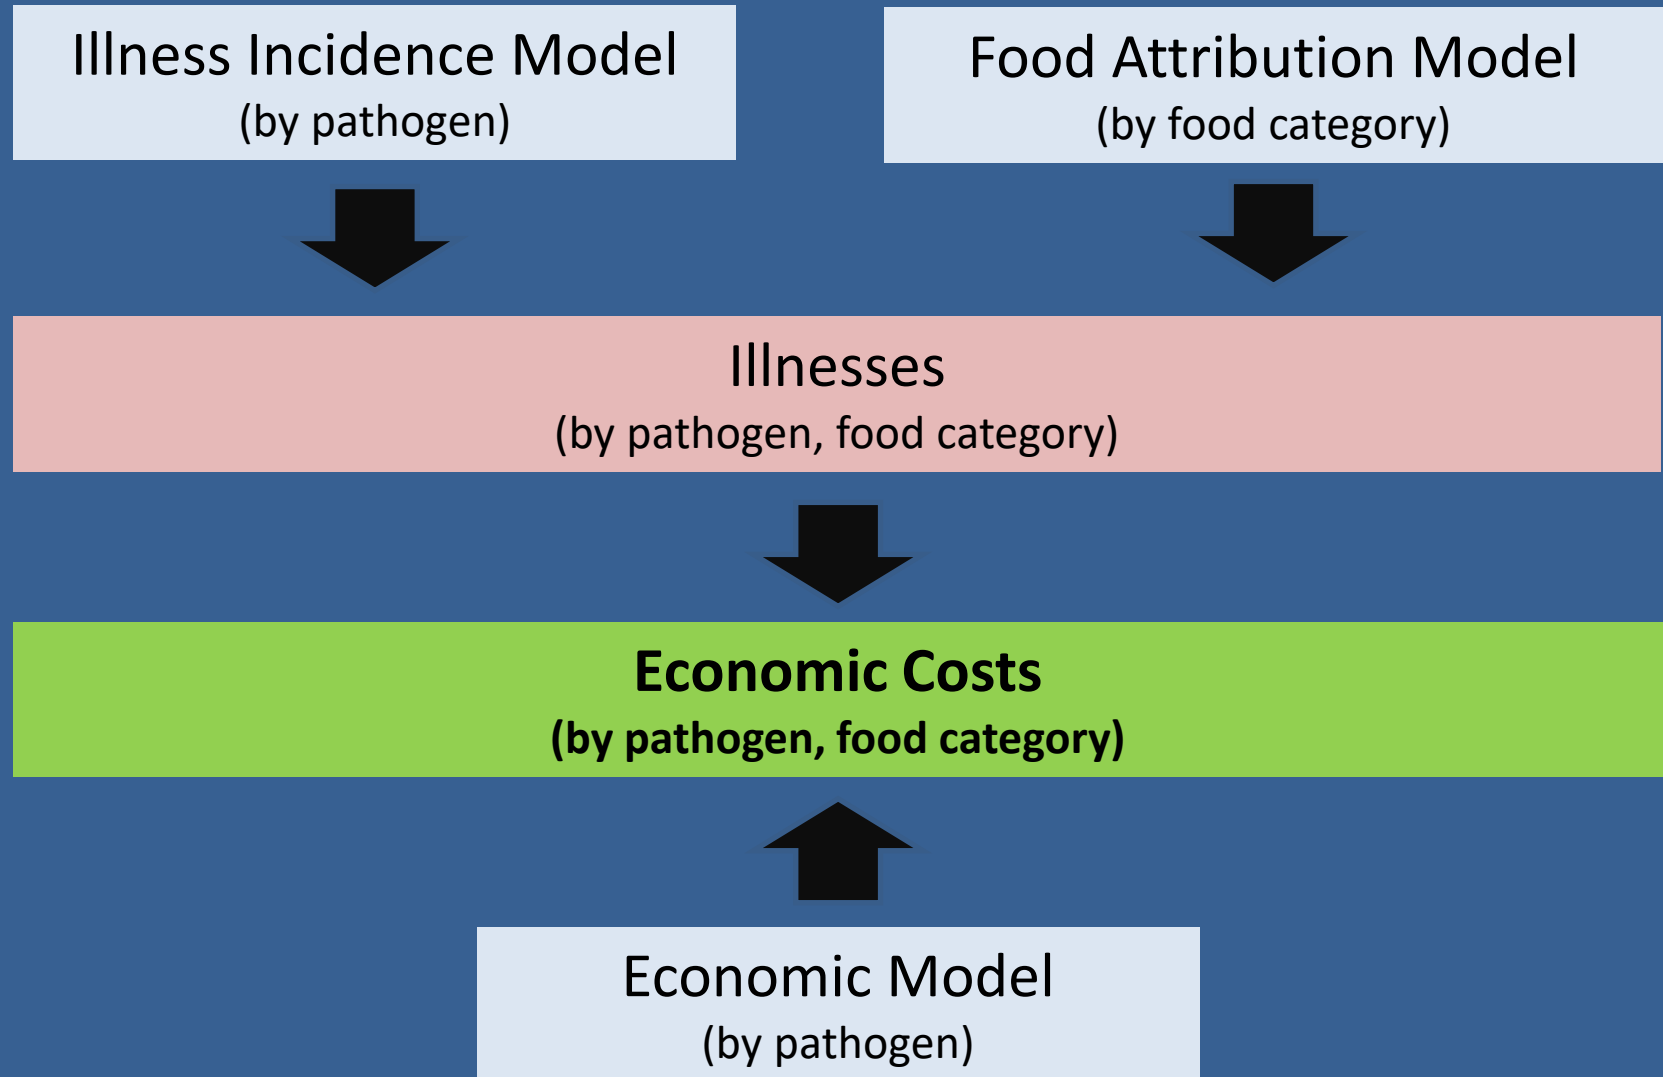 Illness Incidence Model
(by pathogen)
Food Attribution Model
(by food category)
Illnesses
(by pathogen, food category)
Economic Costs
(by pathogen, food category)
Economic Model
(by pathogen)